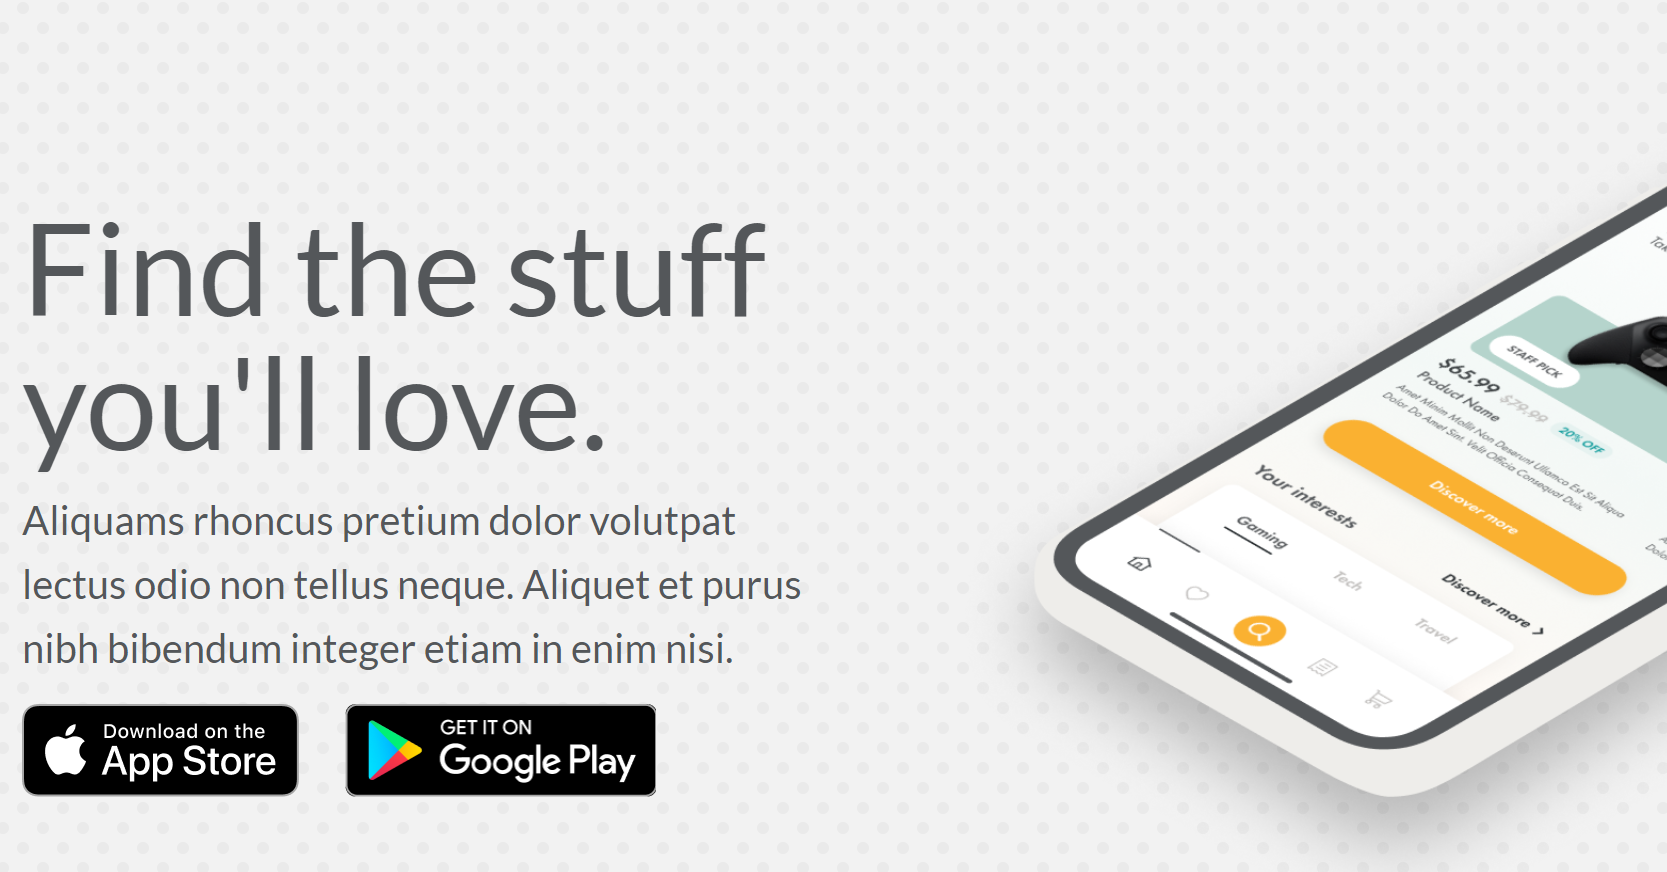 Find the stuff
you'll love.
Aliquams rhoncus pretium dolor volutpat
lectus odio non tellus neque. Aliquet et purus
nibh bibendum integer etiam in enim nisi.
Download on the
App Store
GET IT ON
Google Play
STAFF PICK
$65.99 $79.99 20% OFF
Product Name
Amet Minim Mollit Non Deserunt Ullamco Est Sit Aliqua
Dolor Do Amet Sint. Velit Officia Consequat Duis.
Discover more
Your interests
Discover more
Gaming
Tech
Travel